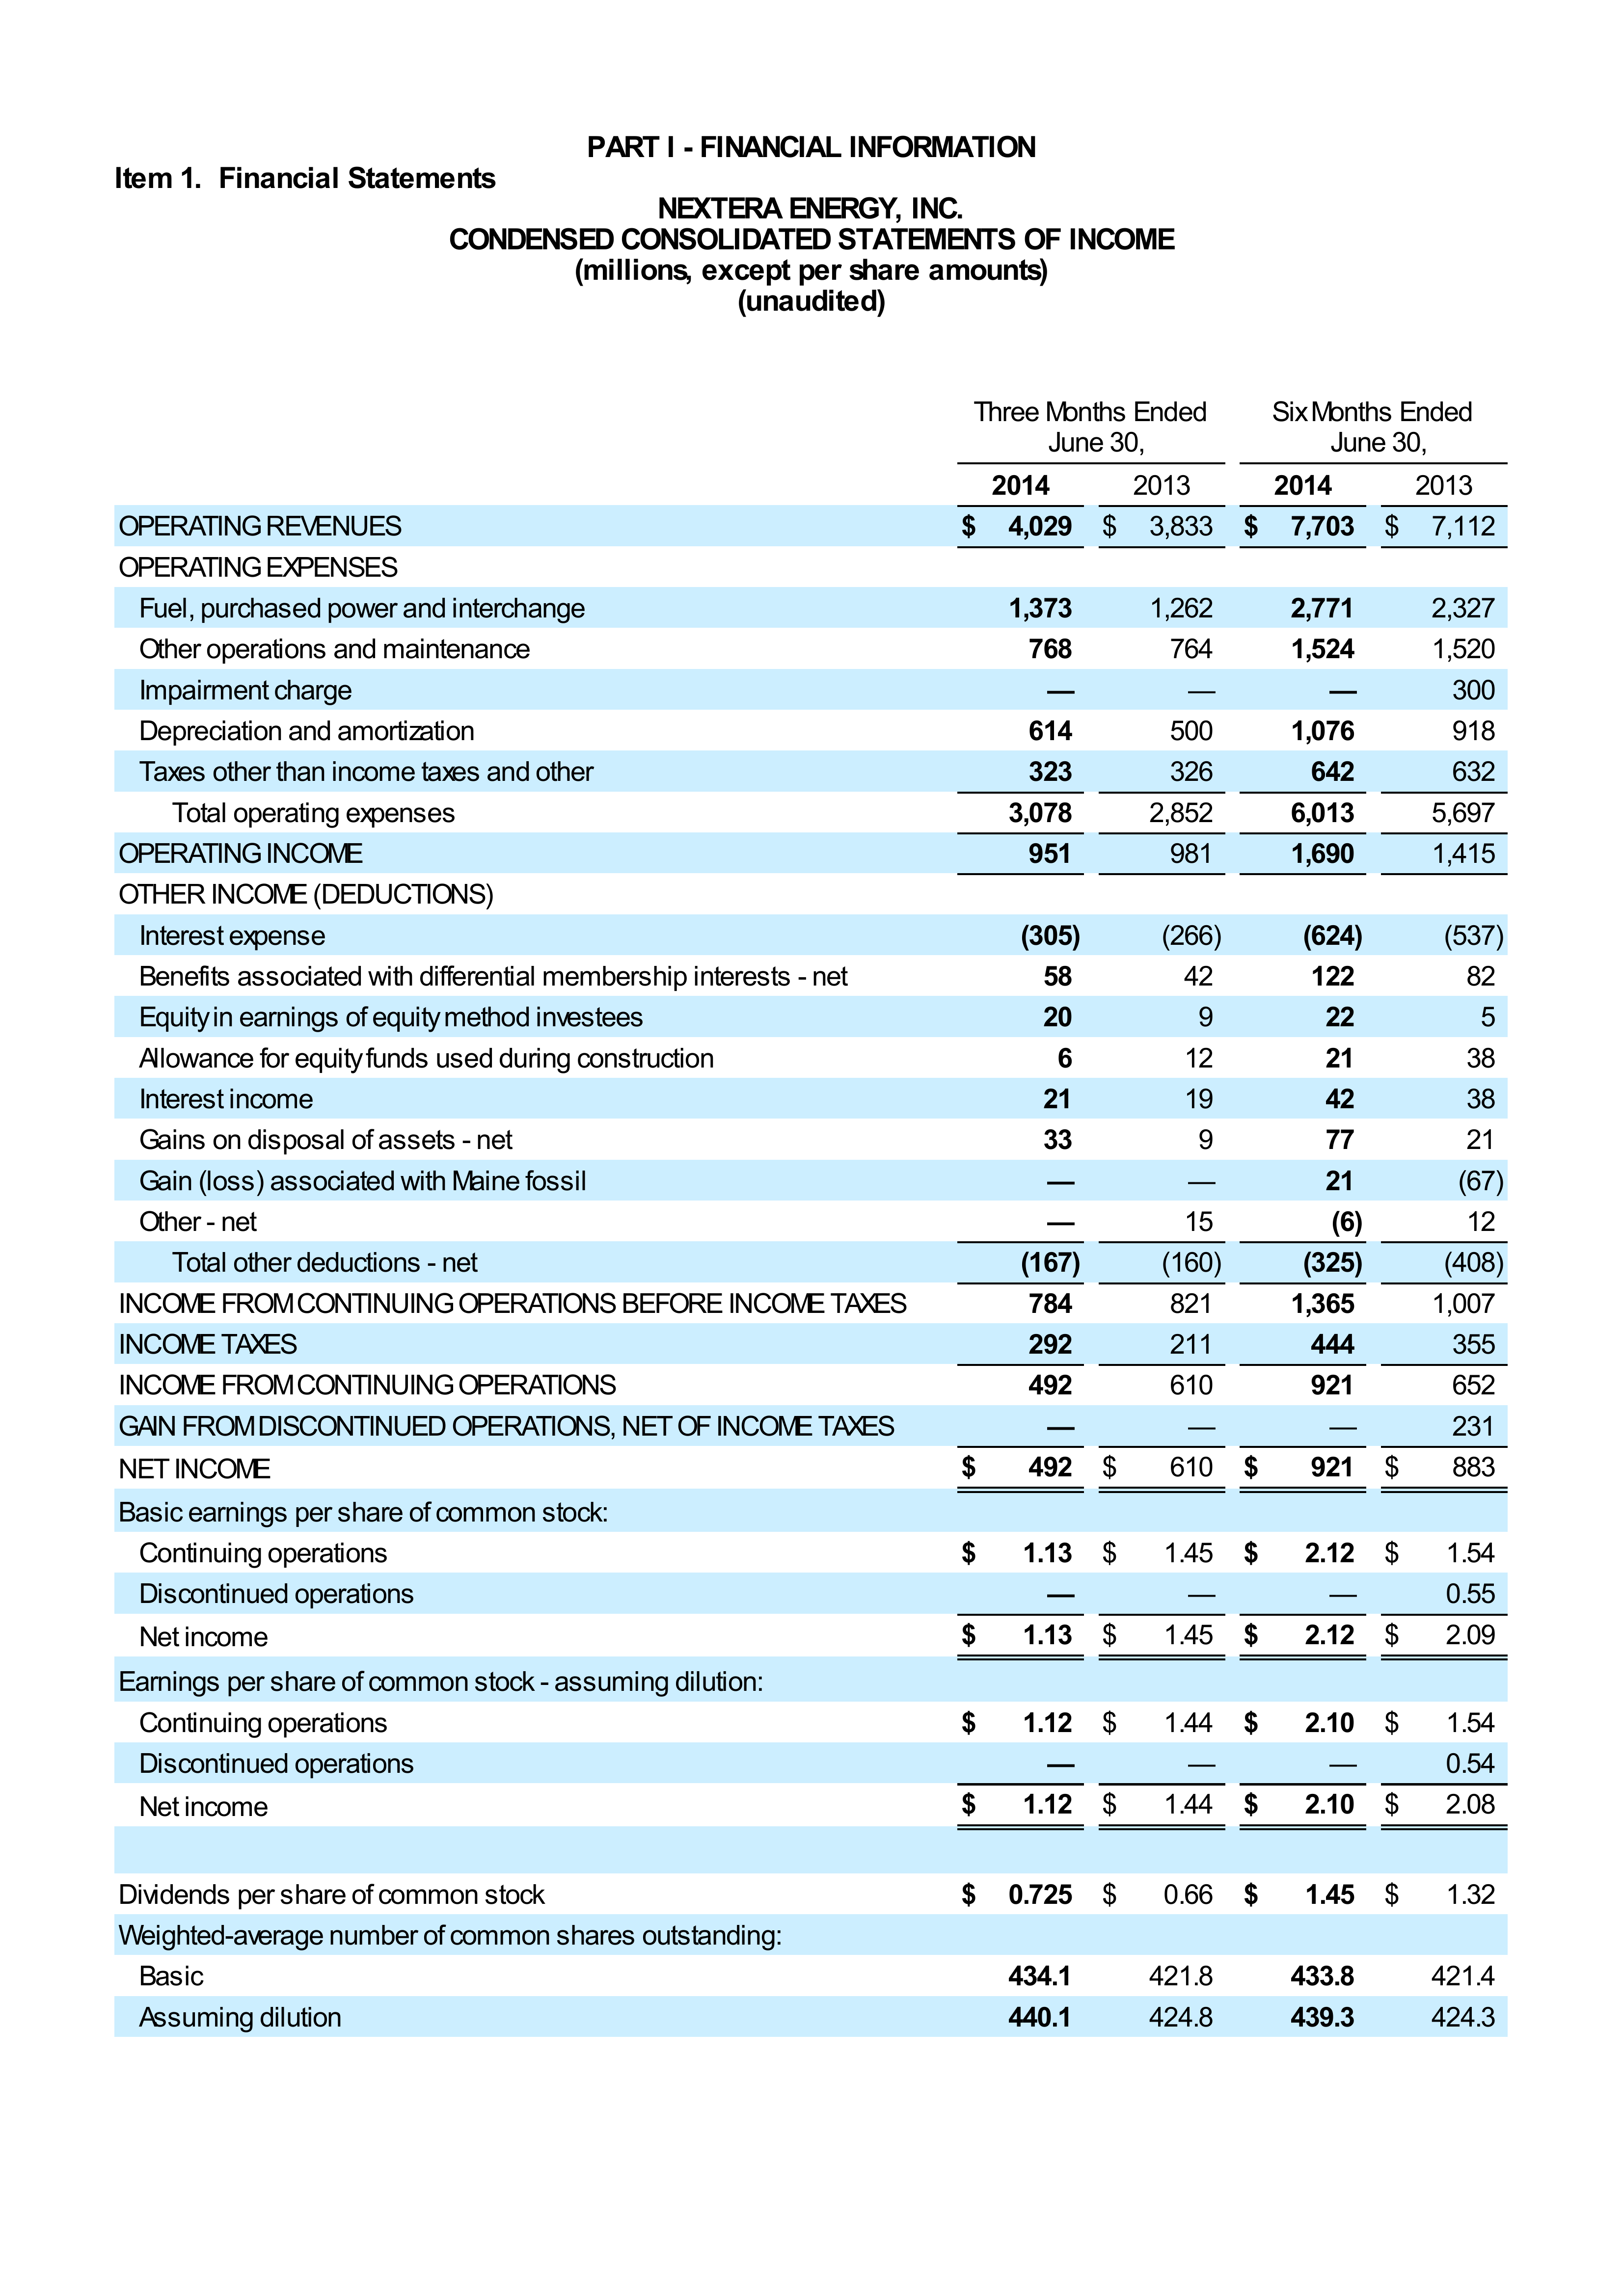 PART I - FINANCIAL INFORMATION
Item 1. Financial Statements
NEXTERA ENERGY, INC.
CONDENSED CONSOLIDATED STATEMENTS OF INCOME
(millions, except per share amounts)
(unaudited)
Three Months Ended June 30, Six Months Ended June 30,
2014 2013 2014 2013
OPERATING REVENUES $ 4,029 $ 3,833 $ 7,703 $ 7,112
OPERATING EXPENSES
Fuel, purchased power and interchange 1,373 1,262 2,771 2,327
Other operations and maintenance 768 764 1,524 1,520
Impairment charge — — — 300
Depreciation and amortization 614 500 1,076 918
Taxes other than income taxes and other 323 326 642 632
Total operating expenses 3,078 2,852 6,013 5,697
OPERATING INCOME 951 981 1,690 1,415
OTHER INCOME (DEDUCTIONS)
Interest expense (305) (266) (624) (537)
Benefits associated with differential membership interests - net 58 42 122 82
Equity in earnings of equity method investees 20 9 22 5
Allowance for equity funds used during construction 6 12 21 38
Interest income 21 19 42 38
Gains on disposal of assets - net 33 9 77 21
Gain (loss) associated with Maine fossil — — 21 (67)
Other - net — 15 (6) 12
Total other deductions - net (167) (160) (325) (408)
INCOME FROM CONTINUING OPERATIONS BEFORE INCOME TAXES 784 821 1,365 1,007
INCOME TAXES 292 211 444 355
INCOME FROM CONTINUING OPERATIONS 492 610 921 652
GAIN FROM DISCONTINUED OPERATIONS, NET OF INCOME TAXES — — — 231
NET INCOME $ 492 $ 610 $ 921 $ 883
Basic earnings per share of common stock:
Continuing operations $ 1.13 $ 1.45 $ 2.12 $ 1.54
Discontinued operations — — — 0.55
Net income $ 1.13 $ 1.45 $ 2.12 $ 2.09
Earnings per share of common stock - assuming dilution:
Continuing operations $ 1.12 $ 1.44 $ 2.10 $ 1.54
Discontinued operations — — — 0.54
Net income $ 1.12 $ 1.44 $ 2.10 $ 2.08
Dividends per share of common stock $ 0.725 $ 0.66 $ 1.45 $ 1.32
Weighted-average number of common shares outstanding:
Basic 434.1 421.8 433.8 421.4
Assuming dilution 440.1 424.8 439.3 424.3